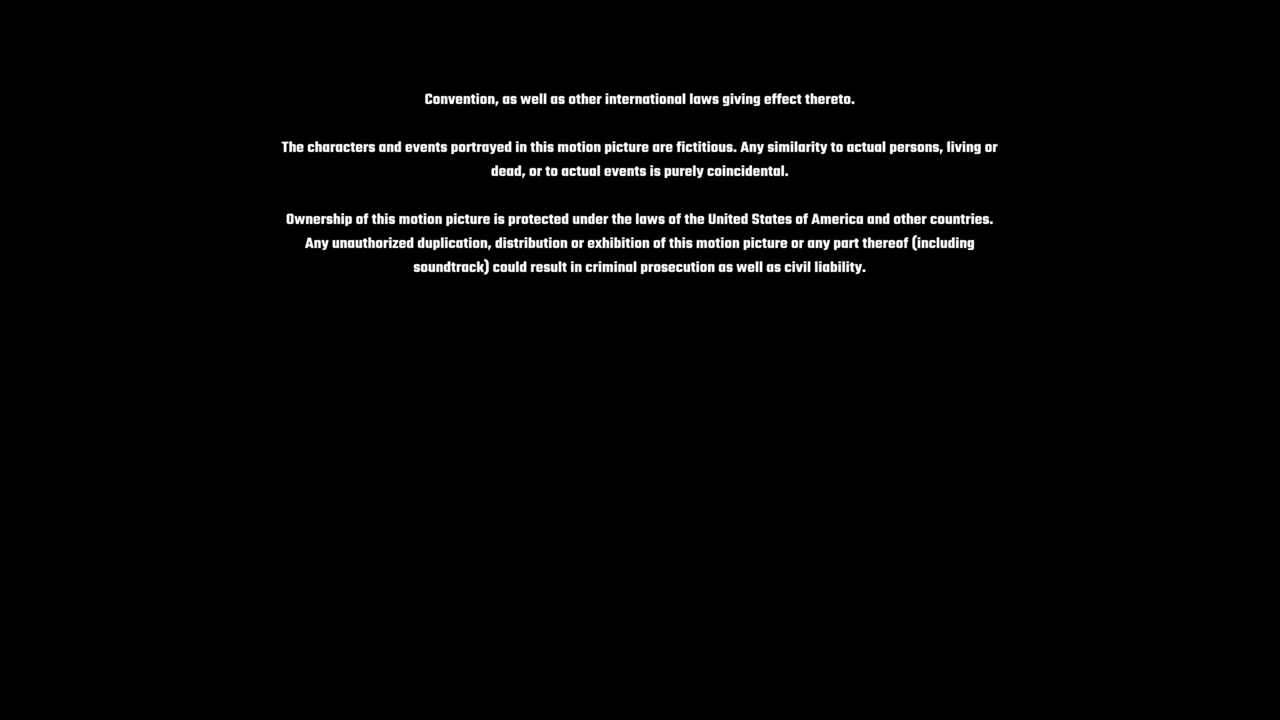 Convention, as well as other international laws giving effect thereto.
The characters and events portrayed in this motion picture are fictitious. Any similarity to actual persons, living or
dead, or to actual events is purely coincidental.
Ownership of this motion picture is protected under the laws of the United States of America and other countries.
Any unauthorized duplication, distribution or exhibition of this motion picture or any part thereof (including
soundtrack) could result in criminal prosecution as well as civil liability.